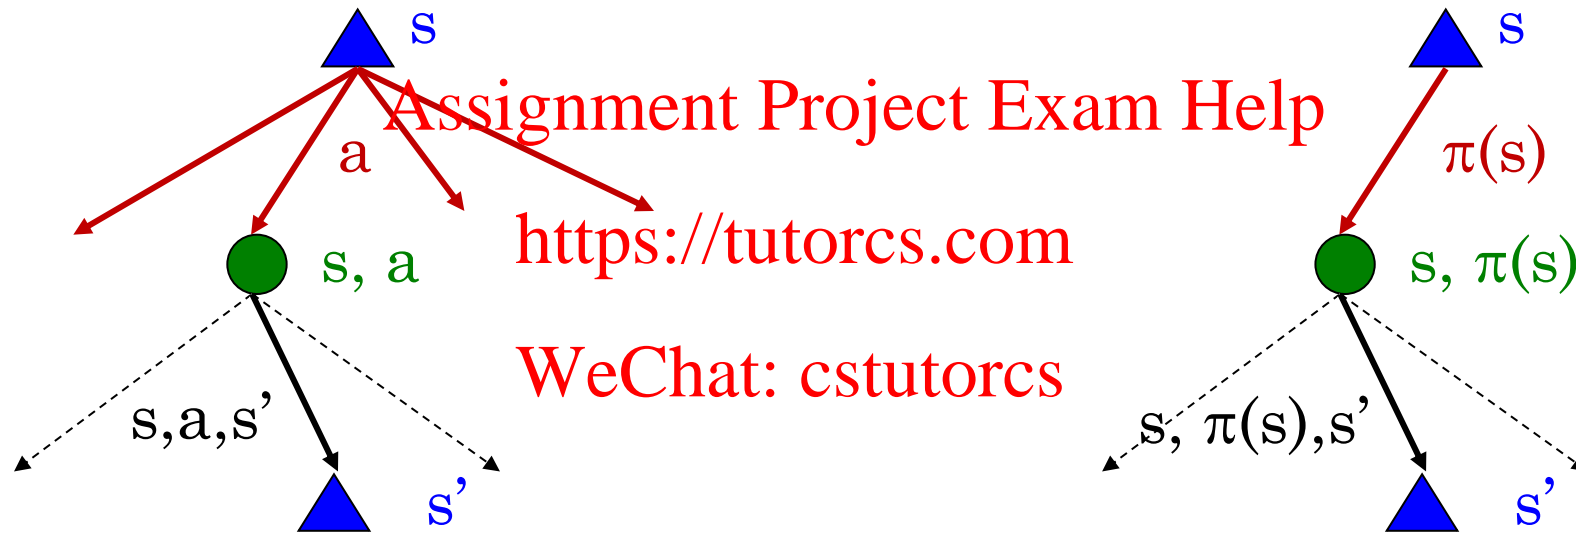 s
s
Assignment Project Exam Help
a
π(s)
https://tutorcs.com
s, a
s, π(s)
WeChat: cstutorcs
s,a,s’
s, π(s),s’
s’
s’